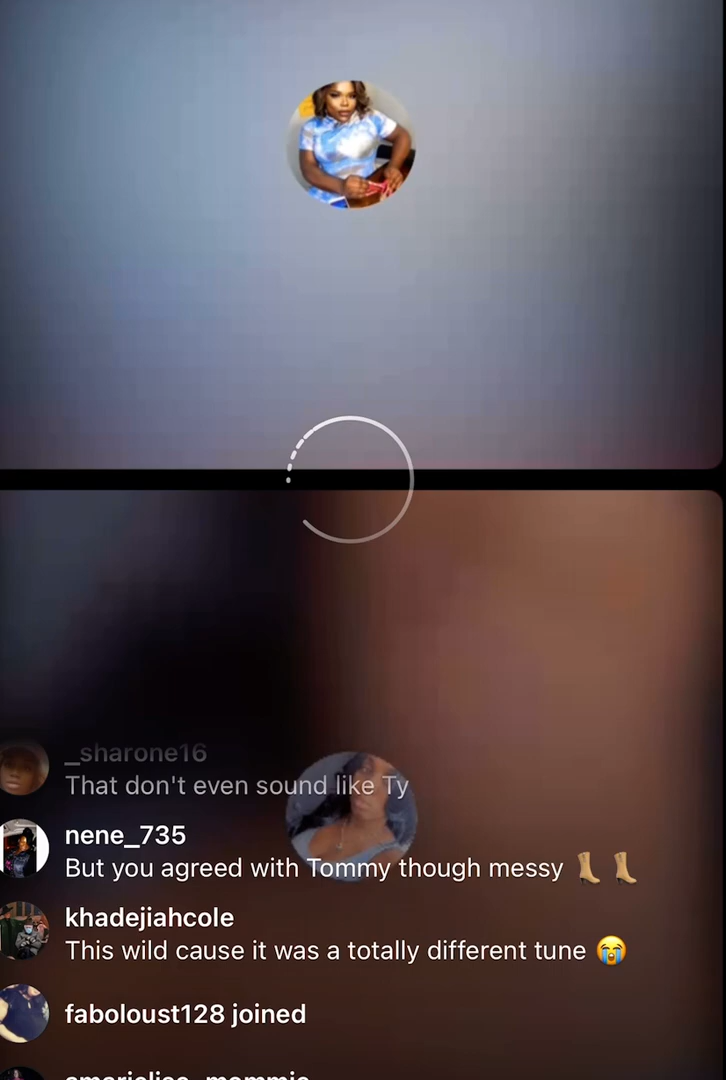 _sharone16
That don't even sound like Ty
nene_735
But you agreed with Tommy though messy 👢 👢
khadejiahcole
This wild cause it was a totally different tune 😭
faboloust128 joined